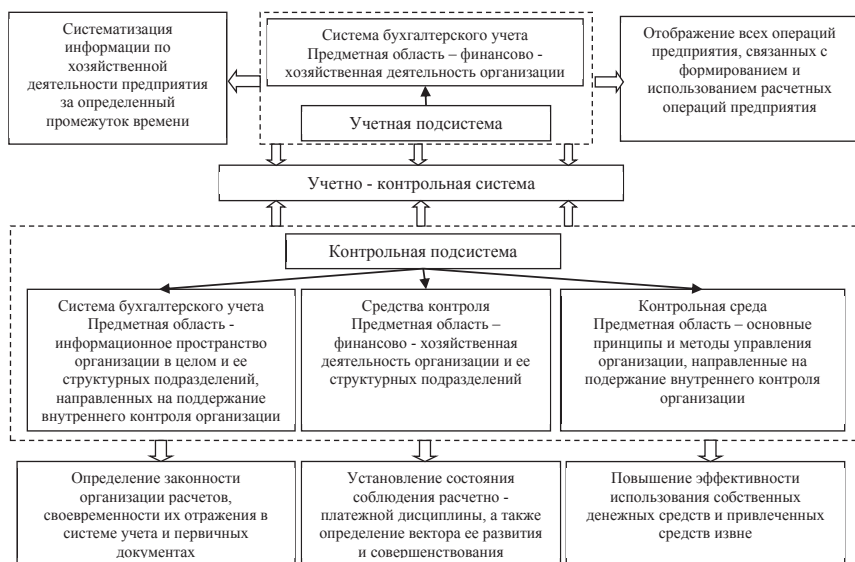 Систематизация
информации по
хозяйственной
деятельности предприятия
за определенный
промежуток времени
Система бухгалтерского учета
Предметная область – финансово -
хозяйственная деятельность организации
Учетная подсистема
Отображение всех операций
предприятия, связанных с
формированием и
использованием расчетных
операций предприятия
Учетно - контрольная система
Контрольная подсистема
Система бухгалтерского учета
Предметная область -
информационное пространство
организации в целом и ее
структурных подразделений,
направленных на поддержание
внутреннего контроля организации
Средства контроля
Предметная область –
финансово - хозяйственная
деятельность организации и ее
структурных подразделений
Контрольная среда
Предметная область – основные
принципы и методы управления
организации, направленные на
подержание внутреннего контроля
организации
Определение законности
организации расчетов,
своевременности их отражения в
системе учета и первичных
документах
Установление состояния
соблюдения расчетно -
платежной дисциплины, а также
определение вектора ее развития
и совершенствования
Повышение эффективности
использования собственных
денежных средств и привлеченных
средств извне